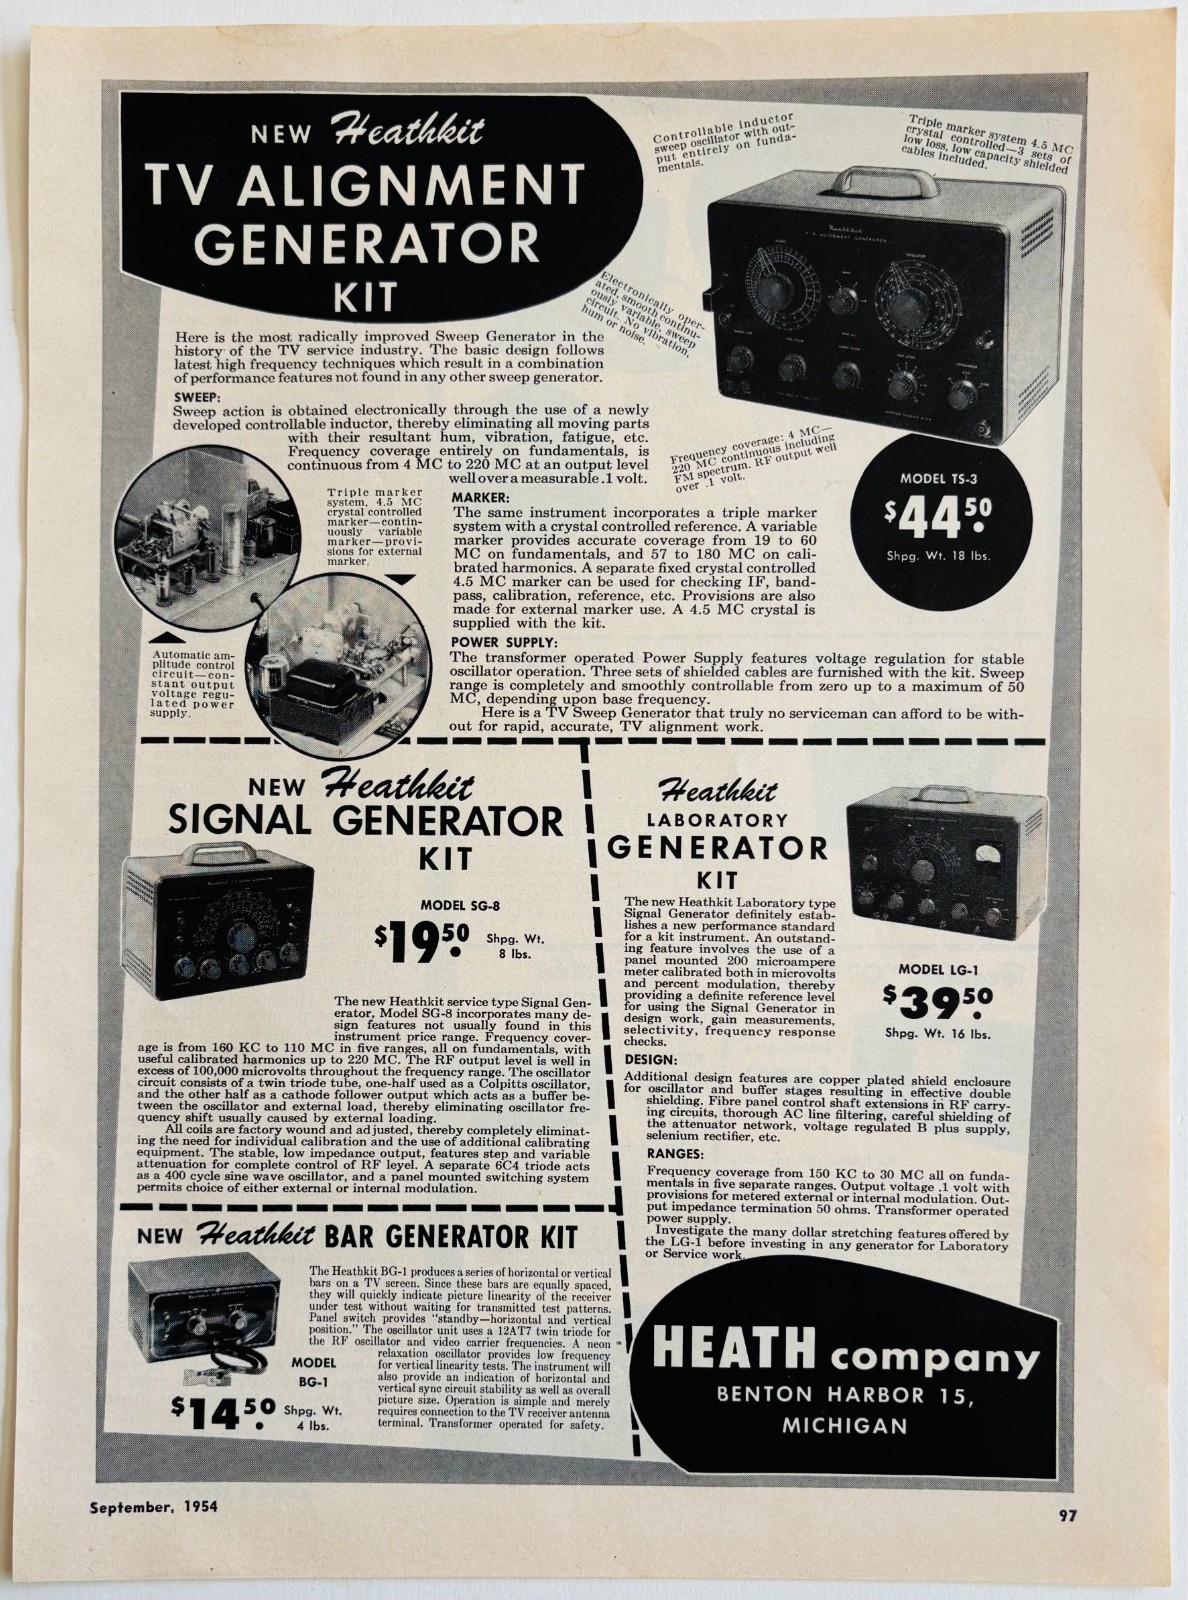 NEW Heathkit
TV ALIGNMENT
GENERATOR
KIT
Controllable inductor
sweep oscillator with out-
put entirely on funda-
mentals.
Triple marker system 4.5 MC
crystal controlled—3 sets of
low loss, low capacity shielded
cables included.
Electronically oper-
ated, smooth continu-
ously variable, sweep
circuit. No vibration,
hum or noise.
Heathkit
Here is the most radically improved Sweep Generator in the
history of the TV service industry. The basic design follows
latest high frequency techniques which result in a combination
of performance features not found in any other sweep generator.
SWEEP:
Sweep action is obtained electronically through the use of a newly
developed controllable inductor, thereby eliminating all moving parts
with their resultant hum, vibration, fatigue, etc.
Frequency coverage entirely on fundamentals, is
continuous from 4 MC to 220 MC at an output level
well over a measurable .1 volt.
Frequency coverage: 4 MC—
220 MC continuous including
FM spectrum. RF output well
over .1 volt.
MODEL TS-3
$44.50
Shpg. Wt. 18 lbs.
Triple marker
system, 4.5 MC
crystal controlled
marker—contin-
uously variable
marker—provi-
sions for external
marker.
MARKER:
The same instrument incorporates a triple marker
system with a crystal controlled reference. A variable
marker provides accurate coverage from 19 to 60
MC on fundamentals, and 57 to 180 MC on cali-
brated harmonics. A separate fixed crystal controlled
4.5 MC marker can be used for checking IF, band-
pass, calibration, reference, etc. Provisions are also
made for external marker use. A 4.5 MC crystal is
supplied with the kit.
Automatic am-
plitude control
circuit—con-
stant output
voltage regu-
lated power
supply.
POWER SUPPLY:
The transformer operated Power Supply features voltage regulation for stable
oscillator operation. Three sets of shielded cables are furnished with the kit. Sweep
range is completely and smoothly controllable from zero up to a maximum of 50
MC, depending upon base frequency.
Here is a TV Sweep Generator that truly no serviceman can afford to be with-
out for rapid, accurate, TV alignment work.
NEW Heathkit
SIGNAL GENERATOR
KIT
MODEL SG-8
$19.50
Shpg. Wt.
8 lbs.
The new Heathkit service type Signal Gen-
erator, Model SG-8 incorporates many de-
sign features not usually found in this
instrument price range. Frequency cover-
age is from 160 KC to 110 MC in five ranges, all on fundamentals, with
useful calibrated harmonics up to 220 MC. The RF output level is well in
excess of 100,000 microvolts throughout the frequency range. The oscillator
circuit consists of a twin triode tube, one-half used as a Colpitts oscillator,
and the other half as a cathode follower output which acts as a buffer be-
tween the oscillator and external load, thereby eliminating oscillator fre-
quency shift usually caused by external loading.
All coils are factory wound and adjusted, thereby completely eliminat-
ing the need for individual calibration and the use of additional calibrating
equipment. The stable, low impedance output, features step and variable
attenuation for complete control of RF level. A separate 6C4 triode acts
as a 400 cycle sine wave oscillator, and a panel mounted switching system
permits choice of either external or internal modulation.
Heathkit
LABORATORY
GENERATOR
KIT
The new Heathkit Laboratory type
Signal Generator definitely estab-
lishes a new performance standard
for a kit instrument. An outstand-
ing feature involves the use of a
panel mounted 200 microampere
meter calibrated both in microvolts
and percent modulation, thereby
providing a definite reference level
for using the Signal Generator in
design work, gain measurements,
selectivity, frequency response
checks.
MODEL LG-1
$39.50
Shpg. Wt. 16 lbs.
DESIGN:
Additional design features are copper plated shield enclosure
for oscillator and buffer stages resulting in effective double
shielding. Fibre panel control shaft extensions in RF carry-
ing circuits, thorough AC line filtering, careful shielding of
the attenuator network, voltage regulated B plus supply,
selenium rectifier, etc.
RANGES:
Frequency coverage from 150 KC to 30 MC all on funda-
mentals in five separate ranges. Output voltage .1 volt with
provisions for metered external or internal modulation. Out-
put impedance termination 50 ohms. Transformer operated
power supply.
Investigate the many dollar stretching features offered by
the LG-1 before investing in any generator for Laboratory
or Service work.
NEW Heathkit BAR GENERATOR KIT
The Heathkit BG-1 produces a series of horizontal or vertical
bars on a TV screen. Since these bars are equally spaced,
they will quickly indicate picture linearity of the receiver
under test without waiting for transmitted test patterns.
Panel switch provides "standby—horizontal and vertical
position." The oscillator unit uses a 12AT7 twin triode for
the RF oscillator and video carrier frequencies. A neon
relaxation oscillator provides low frequency
for vertical linearity tests. The instrument will
also provide an indication of horizontal and
vertical sync circuit stability as well as overall
picture size. Operation is simple and merely
requires connection to the TV receiver antenna
terminal. Transformer operated for safety.
MODEL
BG-1
$14.50
Shpg. Wt.
4 lbs.
HEATH company
BENTON HARBOR 15,
MICHIGAN
September, 1954
97